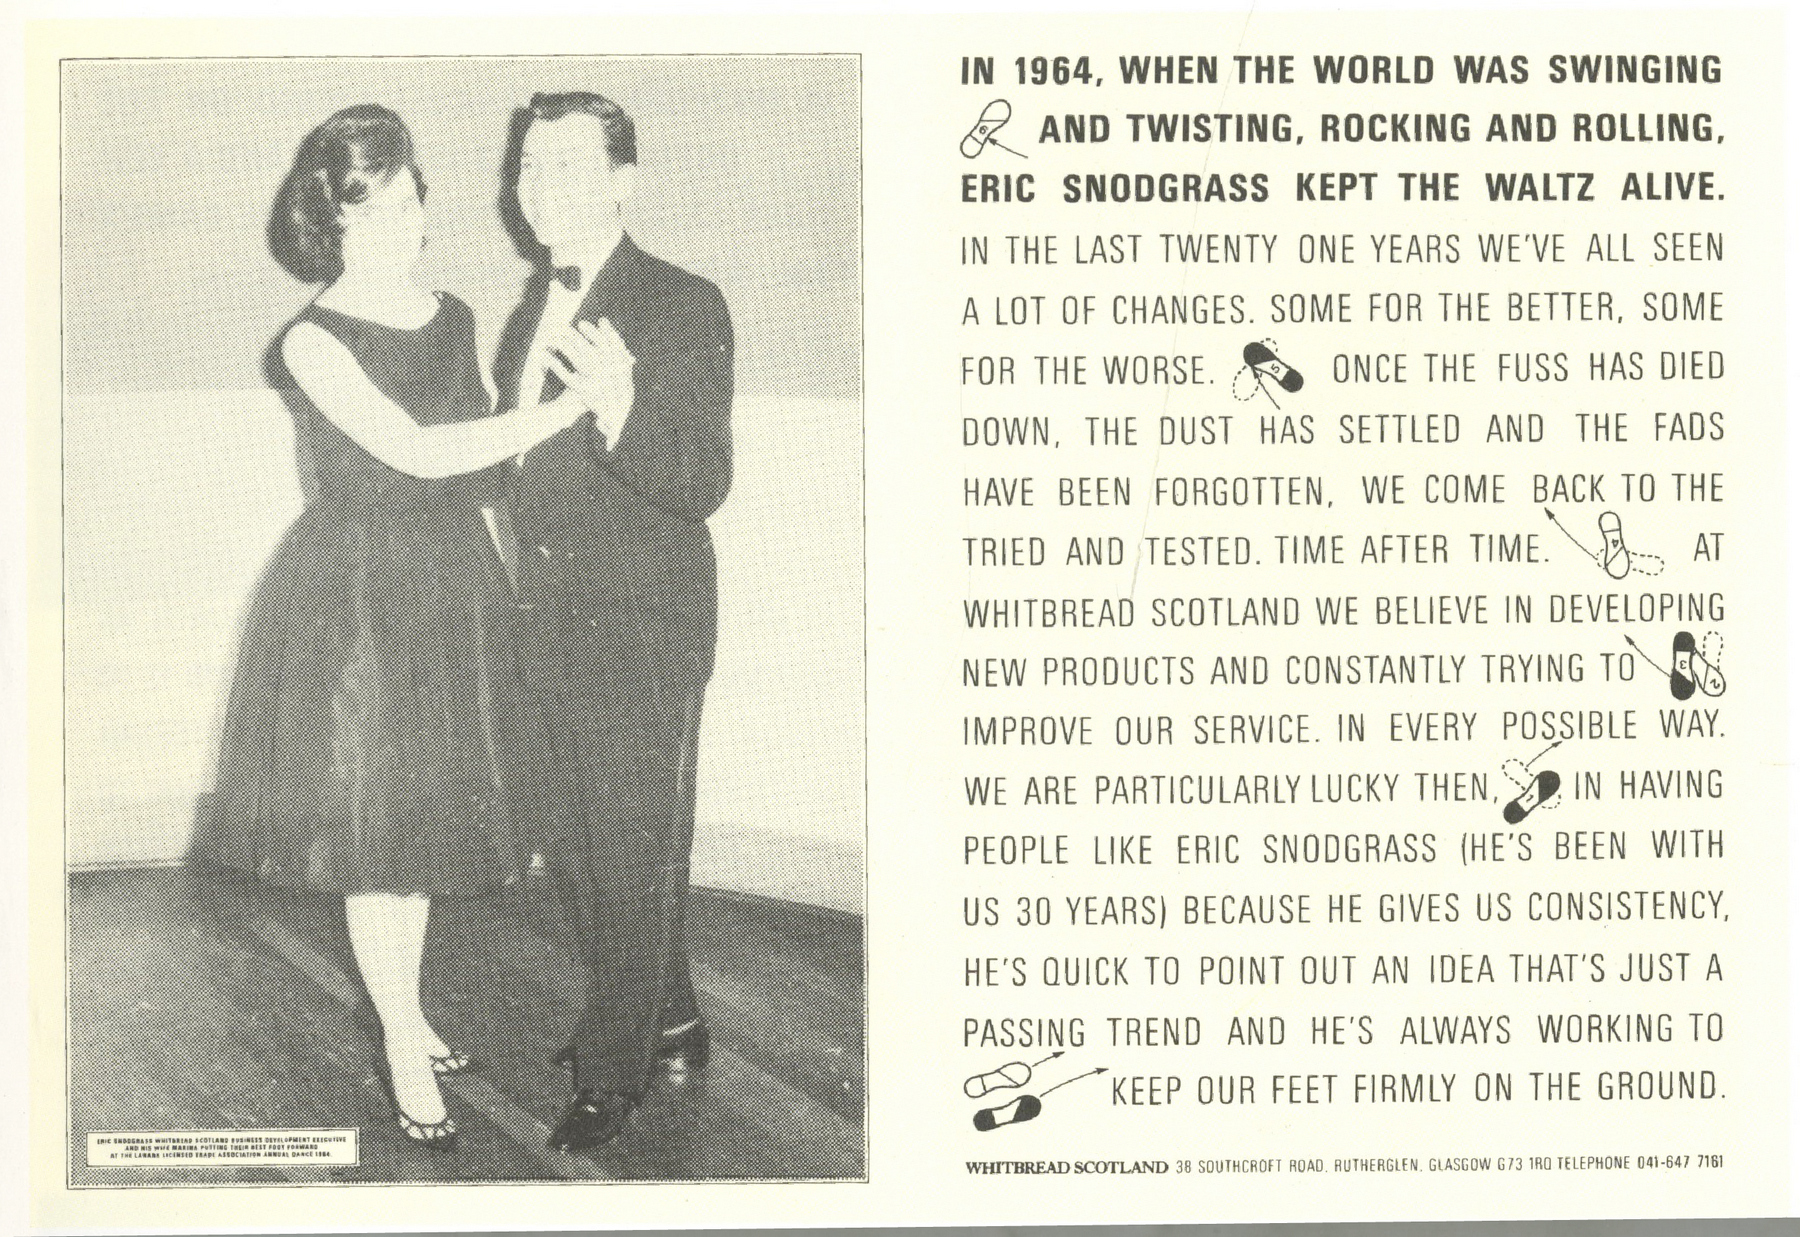 IN 1964, WHEN THE WORLD WAS SWINGING
6 AND TWISTING, ROCKING AND ROLLING,
ERIC SNODGRASS KEPT THE WALTZ ALIVE.
IN THE LAST TWENTY ONE YEARS WE'VE ALL SEEN
A LOT OF CHANGES. SOME FOR THE BETTER, SOME
FOR THE WORSE. 5 ONCE THE FUSS HAS DIED
DOWN, THE DUST HAS SETTLED AND THE FADS
HAVE BEEN FORGOTTEN, WE COME BACK TO THE
TRIED AND TESTED. TIME AFTER TIME. 4 AT
WHITBREAD SCOTLAND WE BELIEVE IN DEVELOPING
NEW PRODUCTS AND CONSTANTLY TRYING TO 3 2
IMPROVE OUR SERVICE. IN EVERY POSSIBLE WAY.
WE ARE PARTICULARLY LUCKY THEN, 1 IN HAVING
PEOPLE LIKE ERIC SNODGRASS (HE'S BEEN WITH
US 30 YEARS) BECAUSE HE GIVES US CONSISTENCY,
HE'S QUICK TO POINT OUT AN IDEA THAT'S JUST A
PASSING TREND AND HE'S ALWAYS WORKING TO
KEEP OUR FEET FIRMLY ON THE GROUND.
WHITBREAD SCOTLAND 38 SOUTHCROFT ROAD, RUTHERGLEN, GLASGOW G73 1RQ TELEPHONE 041-647 7161
ERIC SNODGRASS WHITBREAD SCOTLAND BUSINESS DEVELOPMENT EXECUTIVE
AND HIS WIFE MARINA PUTTING THEIR BEST FOOT FORWARD
AT THE LANARK LICENSED TRADE ASSOCIATION ANNUAL DANCE 1964.